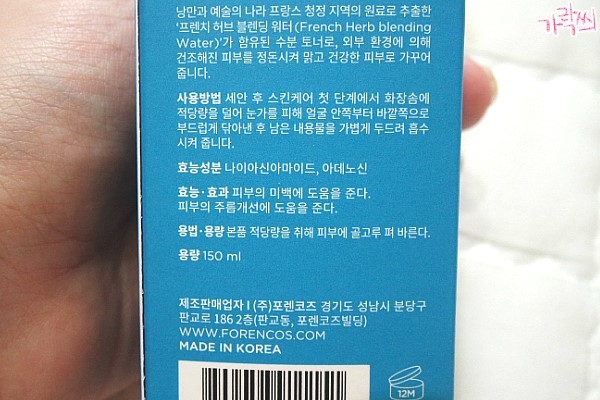 가락씨
낭만과 예술의 나라 프랑스 청정 지역의 원료로 추출한
'프렌치 허브 블렌딩 워터(French Herb blending
Water)'가 함유된 수분 토너로, 외부 환경에 의해
건조해진 피부를 정돈시켜 맑고 건강한 피부로 가꾸어
줍니다.
사용방법 세안 후 스킨케어 첫 단계에서 화장솜에
적당량을 덜어 눈가를 피해 얼굴 안쪽부터 바깥쪽으로
부드럽게 닦아낸 후 남은 내용물을 가볍게 두드려 흡수
시켜 줍니다.
효능성분 나이아신아마이드, 아데노신
효능·효과 피부의 미백에 도움을 준다.
피부의 주름개선에 도움을 준다.
용법·용량 본품 적당량을 취해 피부에 골고루 펴 바른다.
용량 150 ml
제조판매업자 I (주)포렌코즈 경기도 성남시 분당구
판교로 186 2층(판교동, 포렌코즈빌딩)
WWW.FORENCOS.COM
MADE IN KOREA
12M